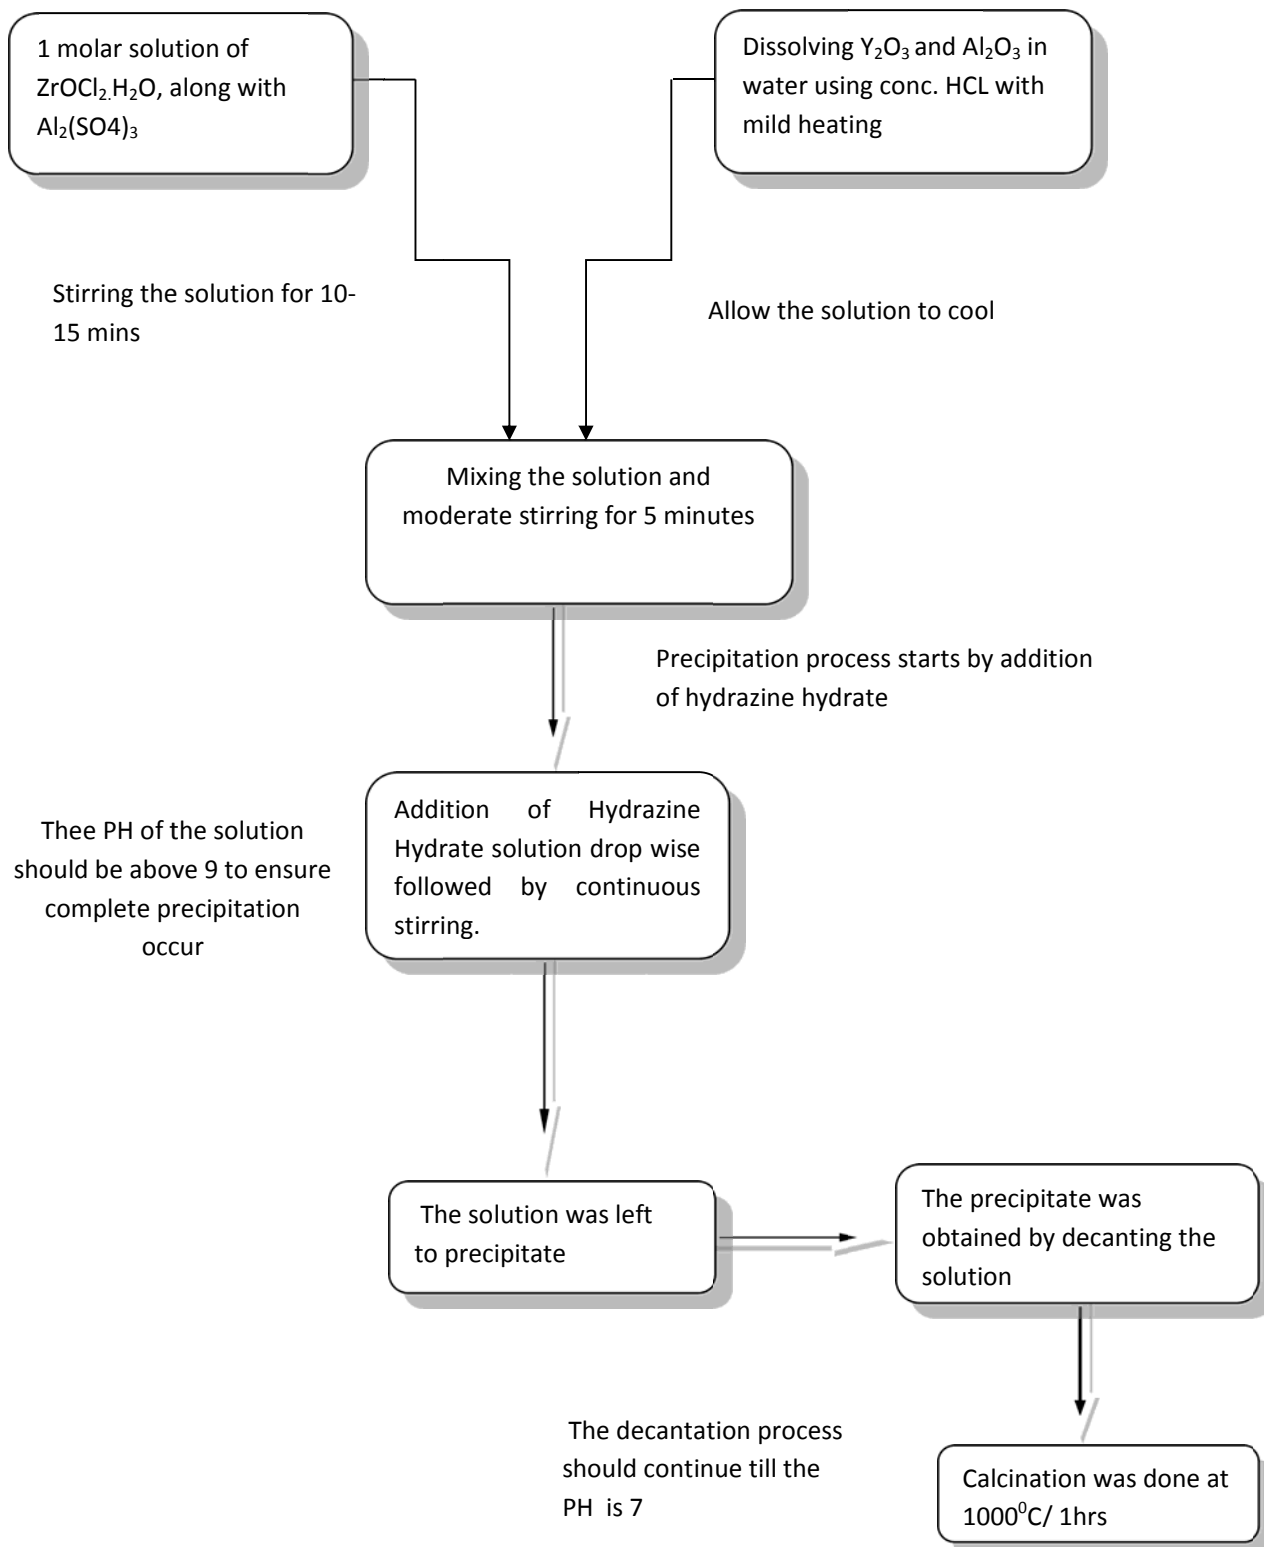 1 molar solution of
ZrOCl₂.H₂O, along with
Al₂(SO4)₃
Dissolving Y₂O₃ and Al₂O₃ in
water using conc. HCL with
mild heating
Stirring the solution for 10-
15 mins
Allow the solution to cool
Mixing the solution and
moderate stirring for 5 minutes
Precipitation process starts by addition
of hydrazine hydrate
Addition of Hydrazine
Hydrate solution drop wise
followed by continuous
stirring.
Thee PH of the solution
should be above 9 to ensure
complete precipitation
occur
The solution was left
to precipitate
The precipitate was
obtained by decanting the
solution
The decantation process
should continue till the
PH is 7
Calcination was done at
1000⁰C/ 1hrs